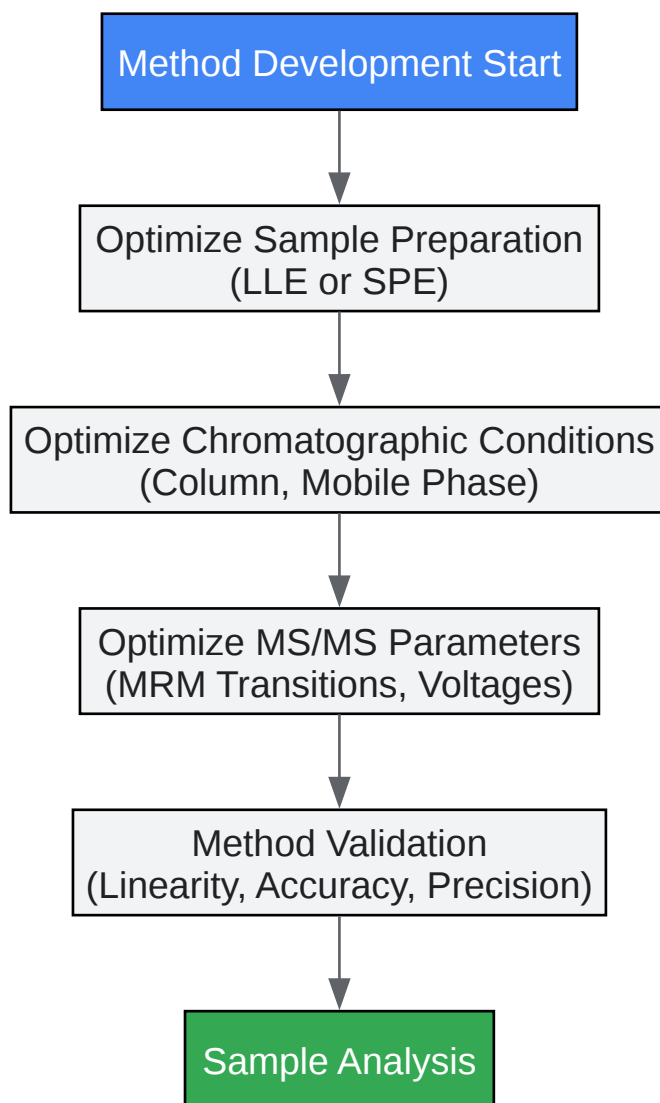 Method Development Start
Optimize Sample Preparation
(LLE or SPE)
Optimize Chromatographic Conditions
(Column, Mobile Phase)
Optimize MS/MS Parameters
(MRM Transitions, Voltages)
Method Validation
(Linearity, Accuracy, Precision)
Sample Analysis